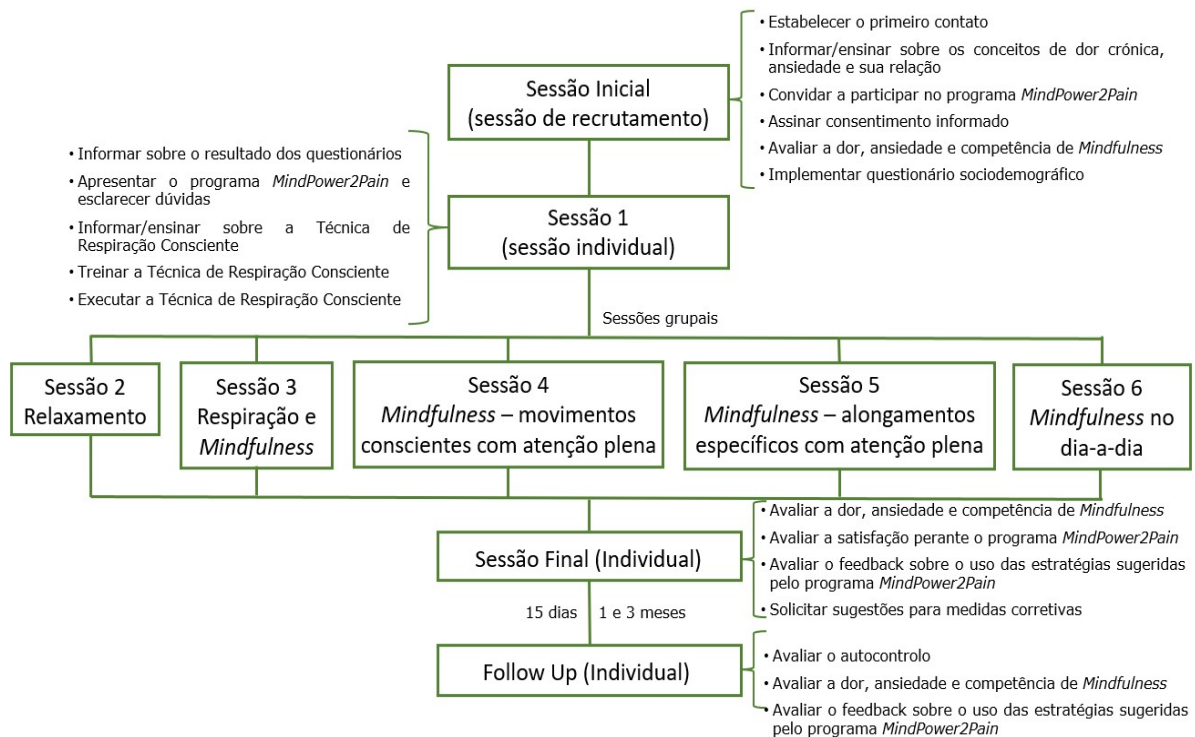 Sessão Inicial
(sessão de recrutamento)
• Estabelecer o primeiro contato
• Informar/ensinar sobre os conceitos de dor crónica,
ansiedade e sua relação
• Convidar a participar no programa MindPower2Pain
• Assinar consentimento informado
• Avaliar a dor, ansiedade e competência de Mindfulness
• Implementar questionário sociodemográfico
• Informar sobre o resultado dos questionários
• Apresentar o programa MindPower2Pain e
esclarecer dúvidas
• Informar/ensinar sobre a Técnica de
Respiração Consciente
• Treinar a Técnica de Respiração Consciente
• Executar a Técnica de Respiração Consciente
Sessão 1
(sessão individual)
Sessões grupais
Sessão 2
Relaxamento
Sessão 3
Respiração e
Mindfulness
Sessão 4
Mindfulness – movimentos
conscientes com atenção plena
Sessão 5
Mindfulness – alongamentos
específicos com atenção plena
Sessão 6
Mindfulness no
dia-a-dia
Sessão Final (Individual)
• Avaliar a dor, ansiedade e competência de Mindfulness
• Avaliar a satisfação perante o programa MindPower2Pain
• Avaliar o feedback sobre o uso das estratégias sugeridas
pelo programa MindPower2Pain
• Solicitar sugestões para medidas corretivas
15 dias
1 e 3 meses
Follow Up (Individual)
• Avaliar o autocontrolo
• Avaliar a dor, ansiedade e competência de Mindfulness
• Avaliar o feedback sobre o uso das estratégias sugeridas
pelo programa MindPower2Pain